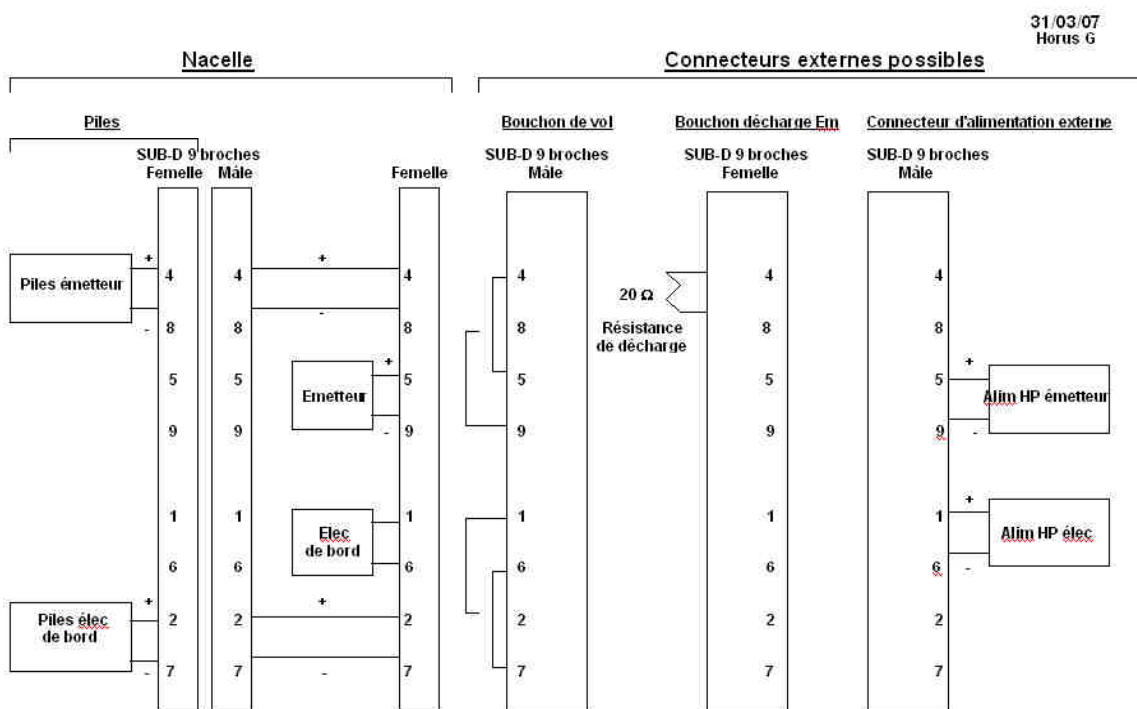 31/03/07
Horus G
Nacelle
Connecteurs externes possibles
Piles
Bouchon de vol
Bouchon décharge Em
Connecteur d'alimentation externe
SUB-D 9 broches
Femelle
Mâle
Femelle
SUB-D 9 broches
Mâle
SUB-D 9 broches
Femelle
SUB-D 9 broches
Mâle
Piles émetteur
+
-
4
8
5
9
1
6
2
7
Piles élec
de bord
+
-
4
8
5
9
1
6
2
7
+
-
Emetteur
+
-
Elec
de bord
+
-
4
8
5
9
1
6
2
7
4
8
5
9
1
6
2
7
20 Ω
Résistance
de décharge
4
8
5
9
1
6
2
7
4
8
5
9
1
6
2
7
+
-
Alim HP émetteur
+
-
Alim HP élec